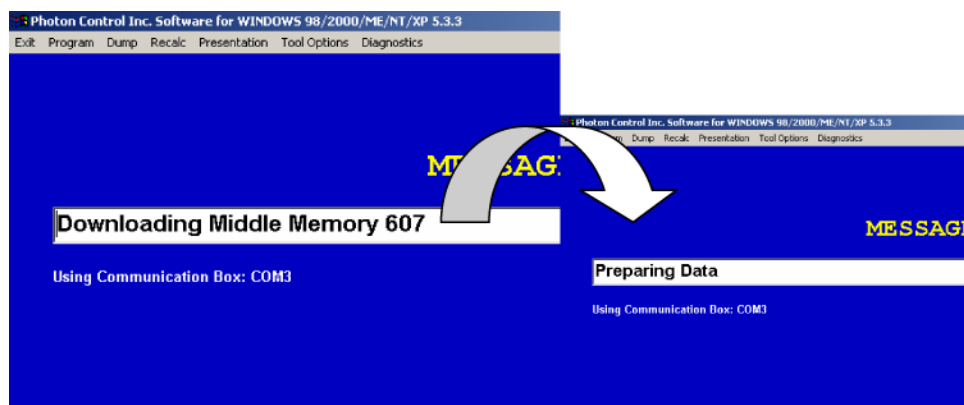 Photon Control Inc. Software for WINDOWS 98/2000/ME/NT/XP 5.3.3
Exit Program Dump Recalc Presentation Tool Options Diagnostics
Downloading Middle Memory 607
Using Communication Box: COM3
Photon Control Inc. Software for WINDOWS 98/2000/ME/NT/XP 5.3.3
Dump Recalc Presentation Tool Options Diagnostics
MESSAG
Preparing Data
Using Communication Box: COM3